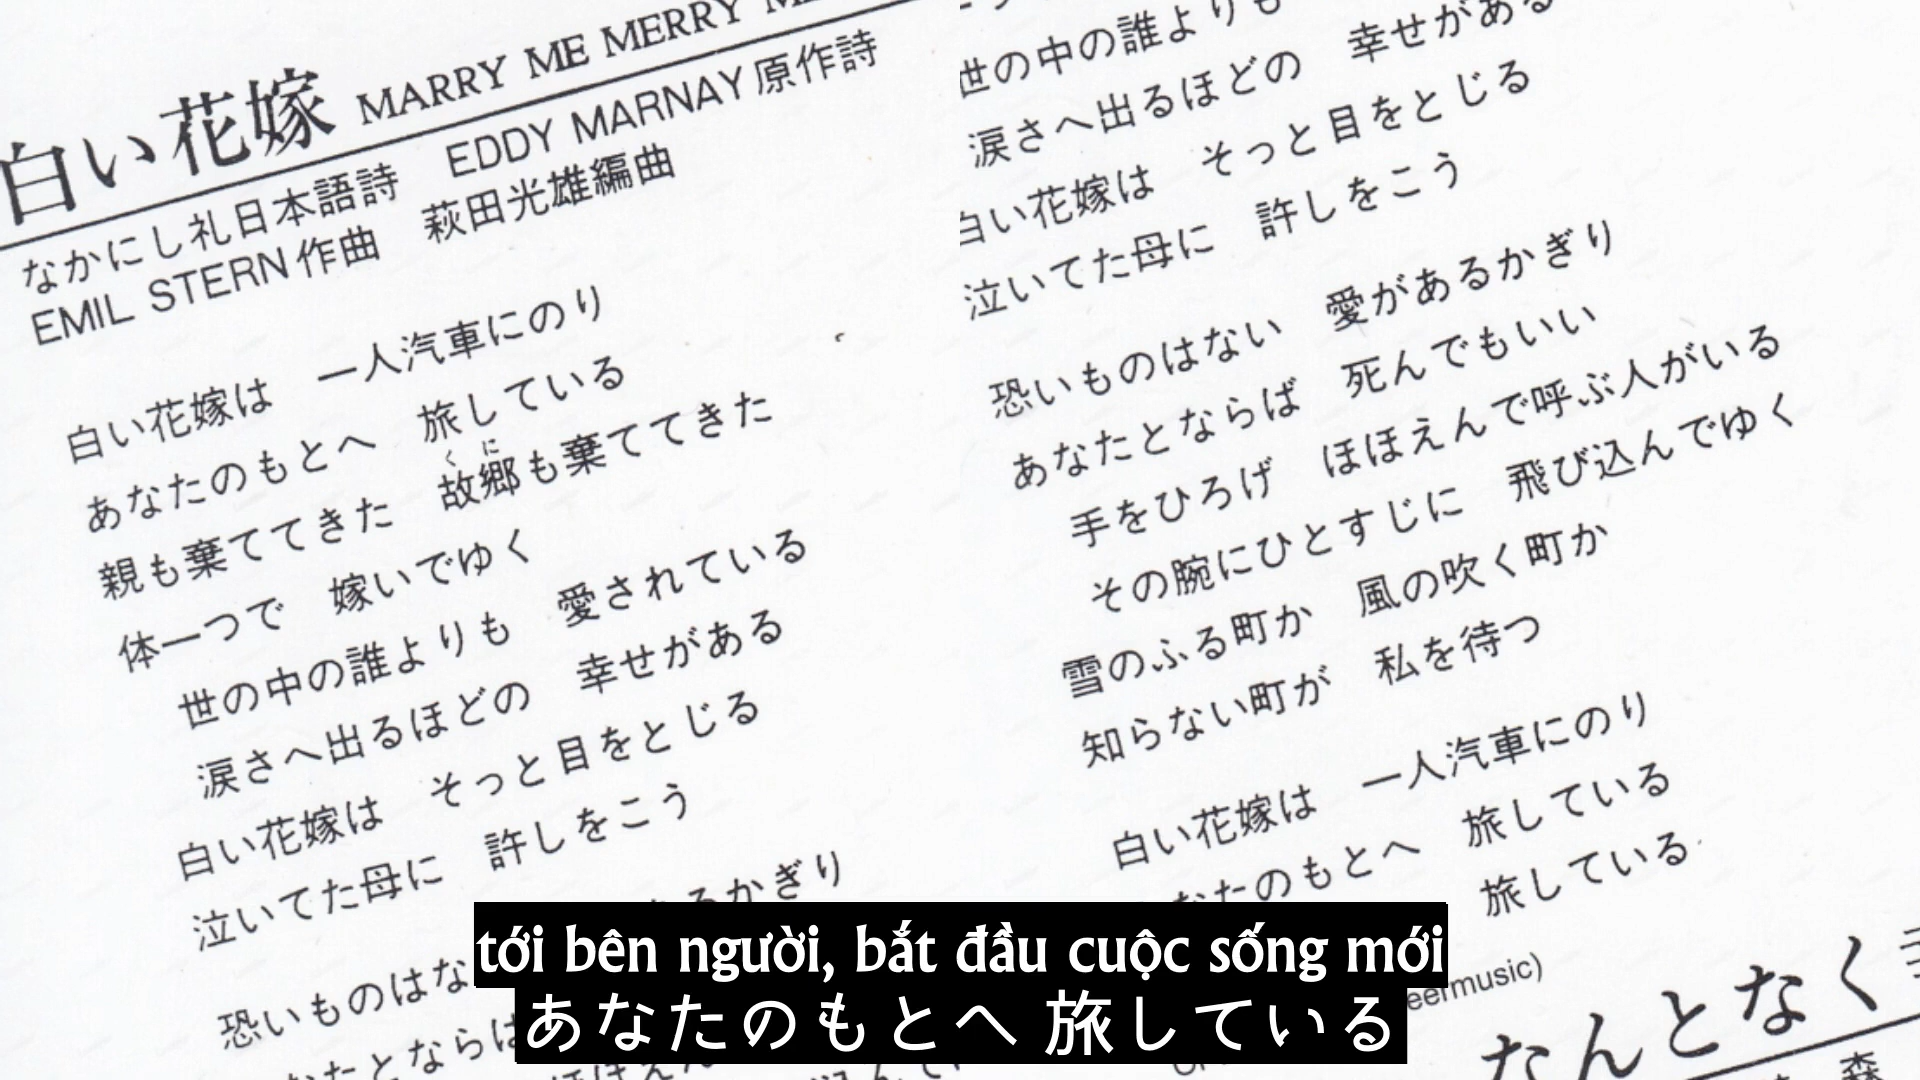 白い花嫁 MARRY ME MERRY
なかにし礼日本語詩 EDDY MARNAY原作詩
EMIL STERN作曲 萩田光雄編曲
白い花嫁は 一人汽車にのり
あなたのもとへ 旅している
くに
親も棄ててきた 故郷も棄ててきた
体一つで 嫁いでゆく
世の中の誰よりも 愛されている
涙さへ出るほどの 幸せがある
白い花嫁は そっと目をとじる
泣いてた母に 許しをこう
恐いものはな るかぎり
たとならば
世の中の誰よりも
涙さへ出るほどの 幸せがある
白い花嫁は そっと目をとじる
泣いてた母に 許しをこう
恐いものはない 愛があるかぎり
あなたとならば 死んでもいい
手をひろげ ほほえんで呼ぶ人がいる
その腕にひとすじに 飛び込んでゆく
雪のふる町か 風の吹く町か
知らない町が 私を待つ
白い花嫁は 一人汽車にのり
なたのもとへ 旅している
旅している
eermusic)
なんとなく
森
tới bên người, bắt đầu cuộc sống mới
あなたのもとへ 旅している